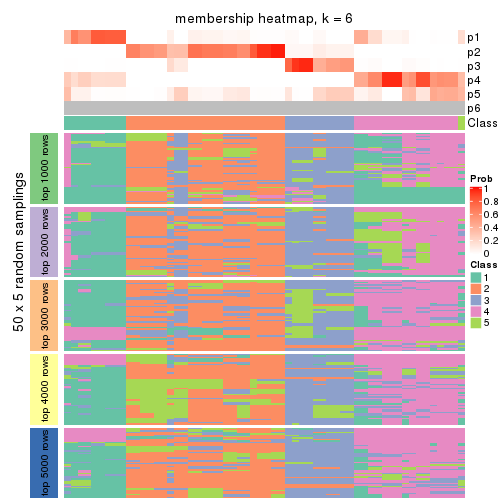 membership heatmap, k = 6
p1
p2
p3
p4
p5
p6
Class
50 x 5 random samplings
top 1000 rows
top 2000 rows
top 3000 rows
top 4000 rows
top 5000 rows
Prob
1
0.8
0.6
0.4
0.2
0
Class
1
2
3
4
5